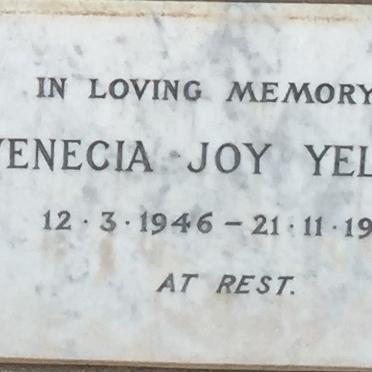 IN LOVING MEMORY
VENECIA JOY YEL
12·3·1946 – 21·11·19
AT REST.